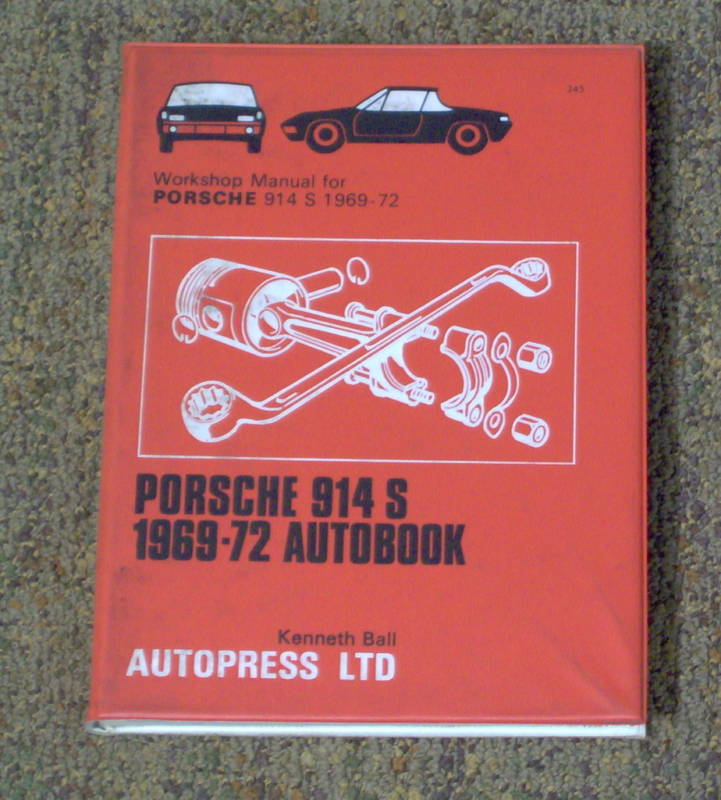 345
Workshop Manual for
PORSCHE 914 S 1969-72
PORSCHE 914 S
1969-72 AUTOBOOK
Kenneth Ball
AUTOPRESS LTD